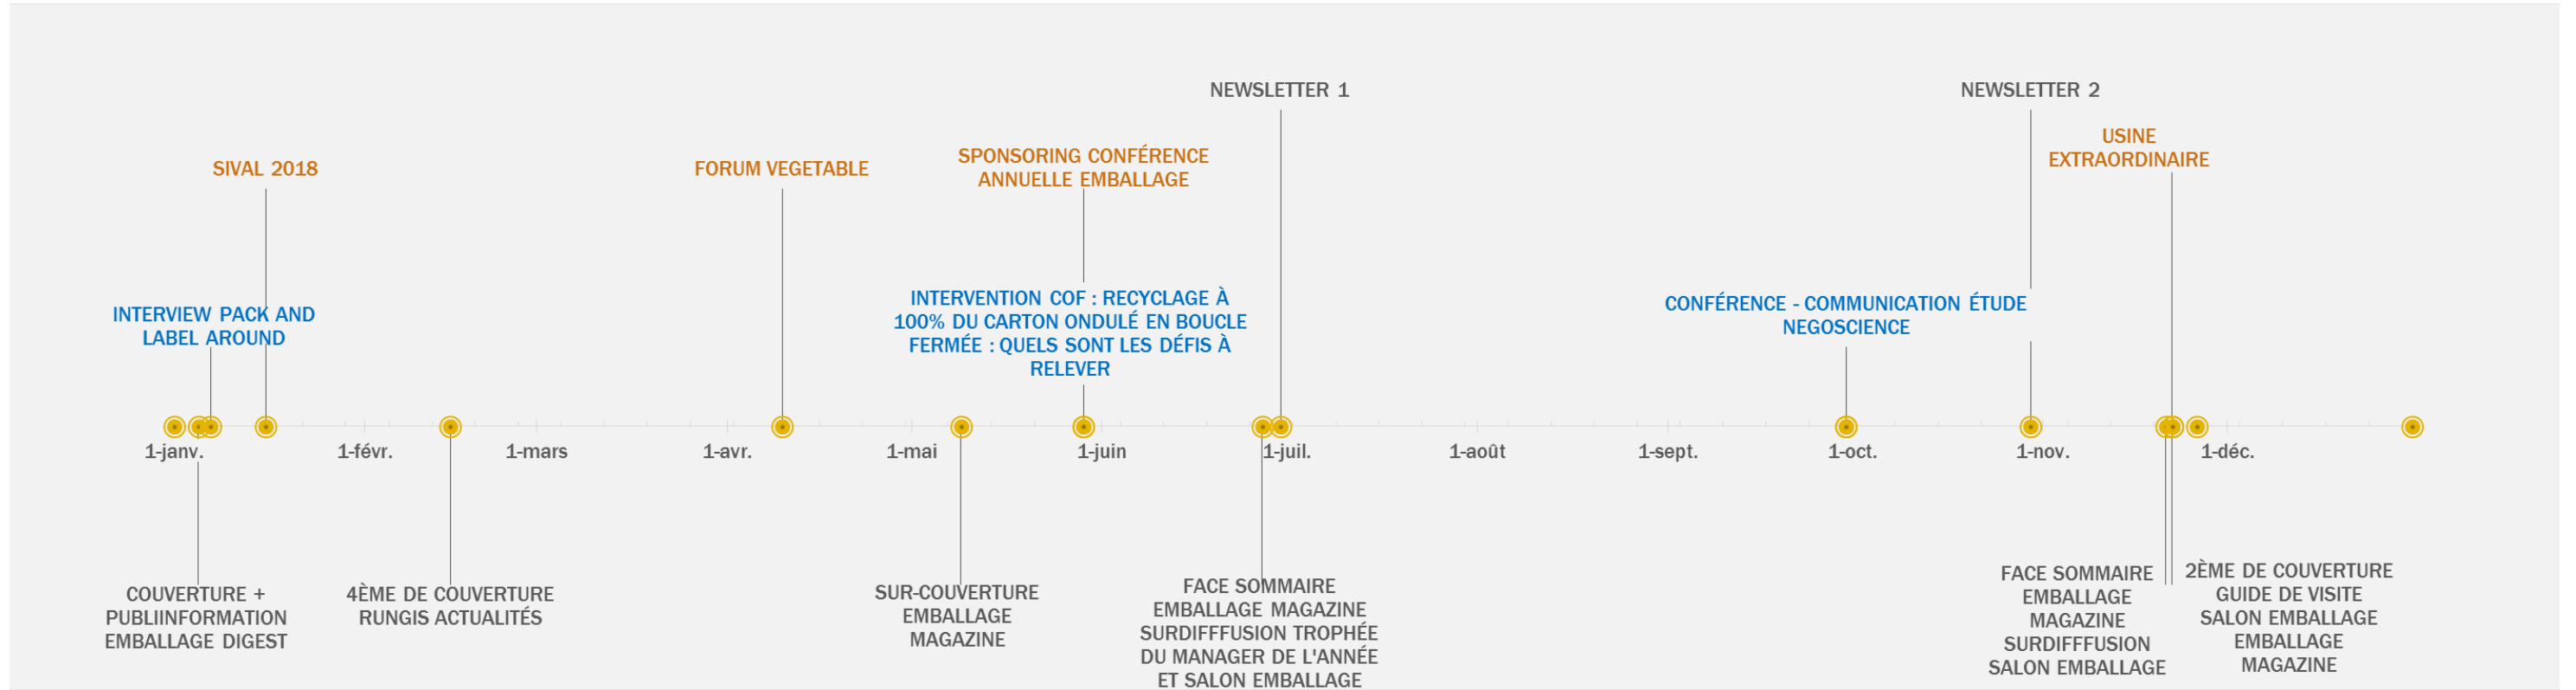 NEWSLETTER 1
NEWSLETTER 2
SIVAL 2018
FORUM VEGETABLE
SPONSORING CONFÉRENCE
ANNUELLE EMBALLAGE
USINE
EXTRAORDINAIRE
INTERVIEW PACK AND
LABEL AROUND
INTERVENTION COF : RECYCLAGE À
100% DU CARTON ONDULÉ EN BOUCLE
FERMÉE : QUELS SONT LES DÉFIS À
RELEVER
CONFÉRENCE - COMMUNICATION ÉTUDE
NEGOSCIENCE
1-janv.
1-févr.
1-mars
1-avr.
1-mai
1-juin
1-juil.
1-août
1-sept.
1-oct.
1-nov.
1-déc.
COUVERTURE +
PUBLIINFORMATION
EMBALLAGE DIGEST
4ÈME DE COUVERTURE
RUNGIS ACTUALITÉS
SUR-COUVERTURE
EMBALLAGE
MAGAZINE
FACE SOMMAIRE
EMBALLAGE MAGAZINE
SURDIFFFUSION TROPHÉE
DU MANAGER DE L'ANNÉE
ET SALON EMBALLAGE
FACE SOMMAIRE
EMBALLAGE
MAGAZINE
SURDIFFFUSION
SALON EMBALLAGE
2ÈME DE COUVERTURE
GUIDE DE VISITE
SALON EMBALLAGE
EMBALLAGE
MAGAZINE